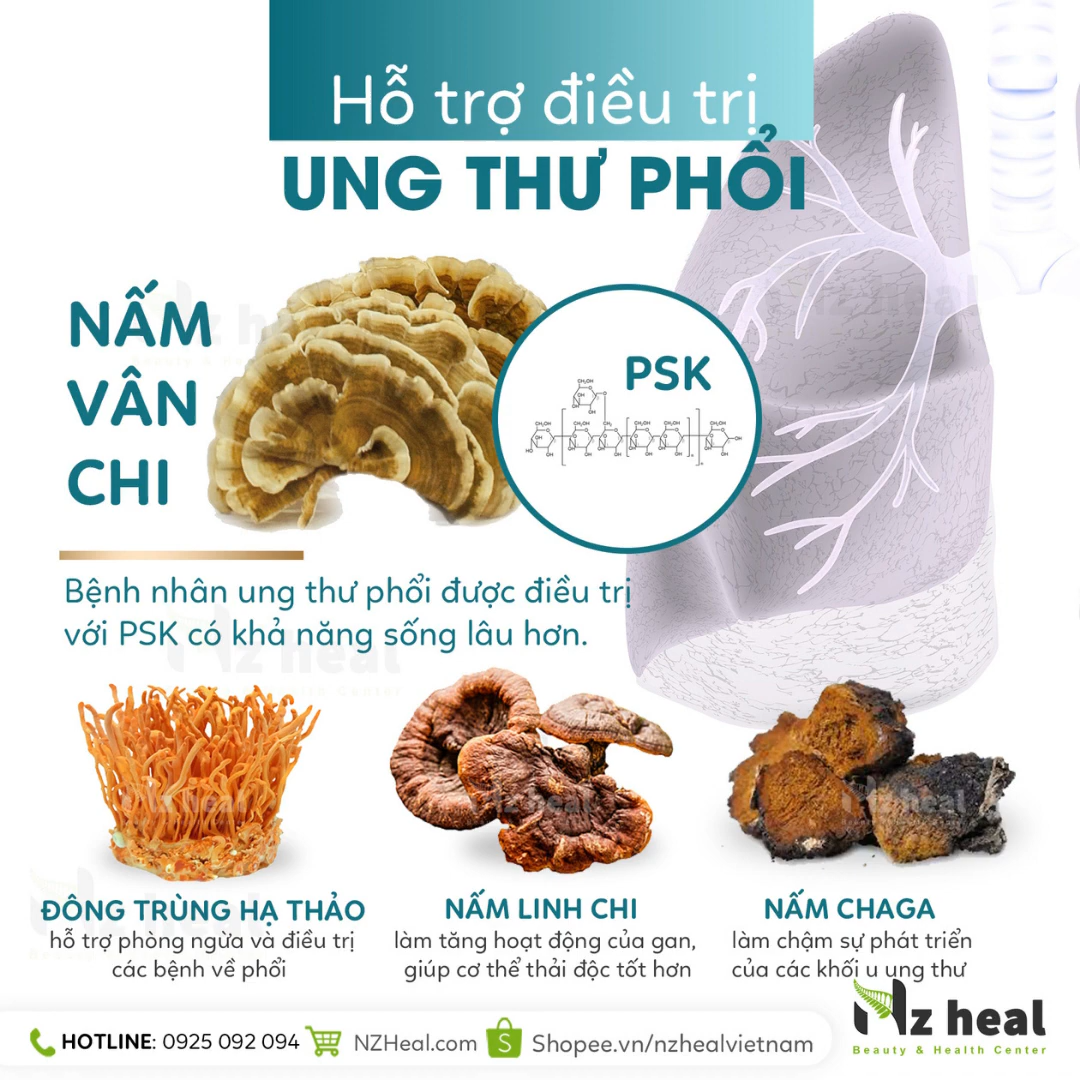 Hỗ trợ điều trị
UNG THƯ PHỔI
NẤM
VÂN
CHI
PSK
Bệnh nhân ung thư phổi được điều trị
với PSK có khả năng sống lâu hơn.
ĐÔNG TRÙNG HẠ THẢO
hỗ trợ phòng ngừa và điều trị
các bệnh về phổi
NẤM LINH CHI
làm tăng hoạt động của gan,
giúp cơ thể thải độc tốt hơn
NẤM CHAGA
làm chậm sự phát triển
của các khối u ung thư
HOTLINE: 0925 092 094
NZHeal.com
Shopee.vn/nzhealvietnam
Nz heal
Beauty & Health Center